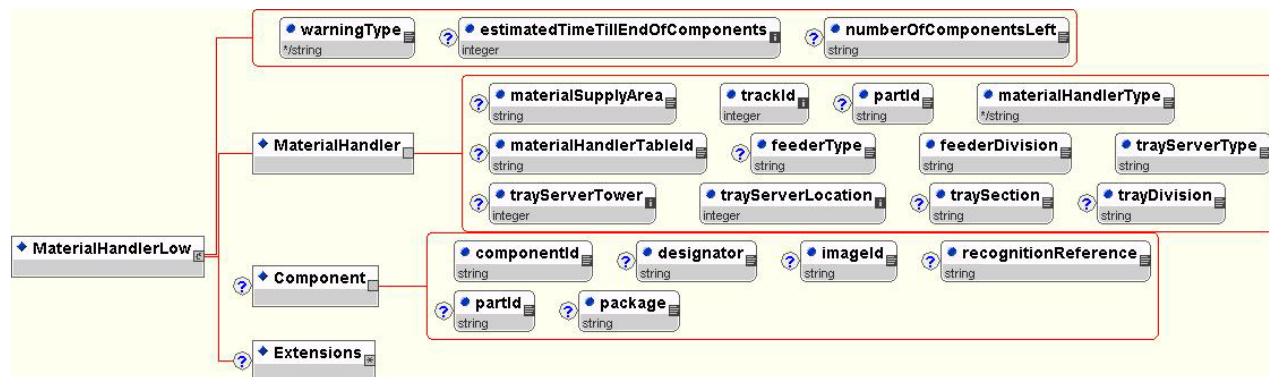 warningType ? estimatedTimeTillEndOfComponents ? numberOfComponentsLeft
*/string integer string
? materialSupplyArea trackId ? partId materialHandlerType
string integer string */string
MaterialHandler ? materialHandlerTableId ? feederType feederDivision trayServerType
string string string string
? trayServerTower trayServerLocation ? traySection ? trayDivision
integer integer string string
MaterialHandlerLow
componentId ? designator ? imageId ? recognitionReference
string string string string
? Component
? partId ? package
string string
? Extensions